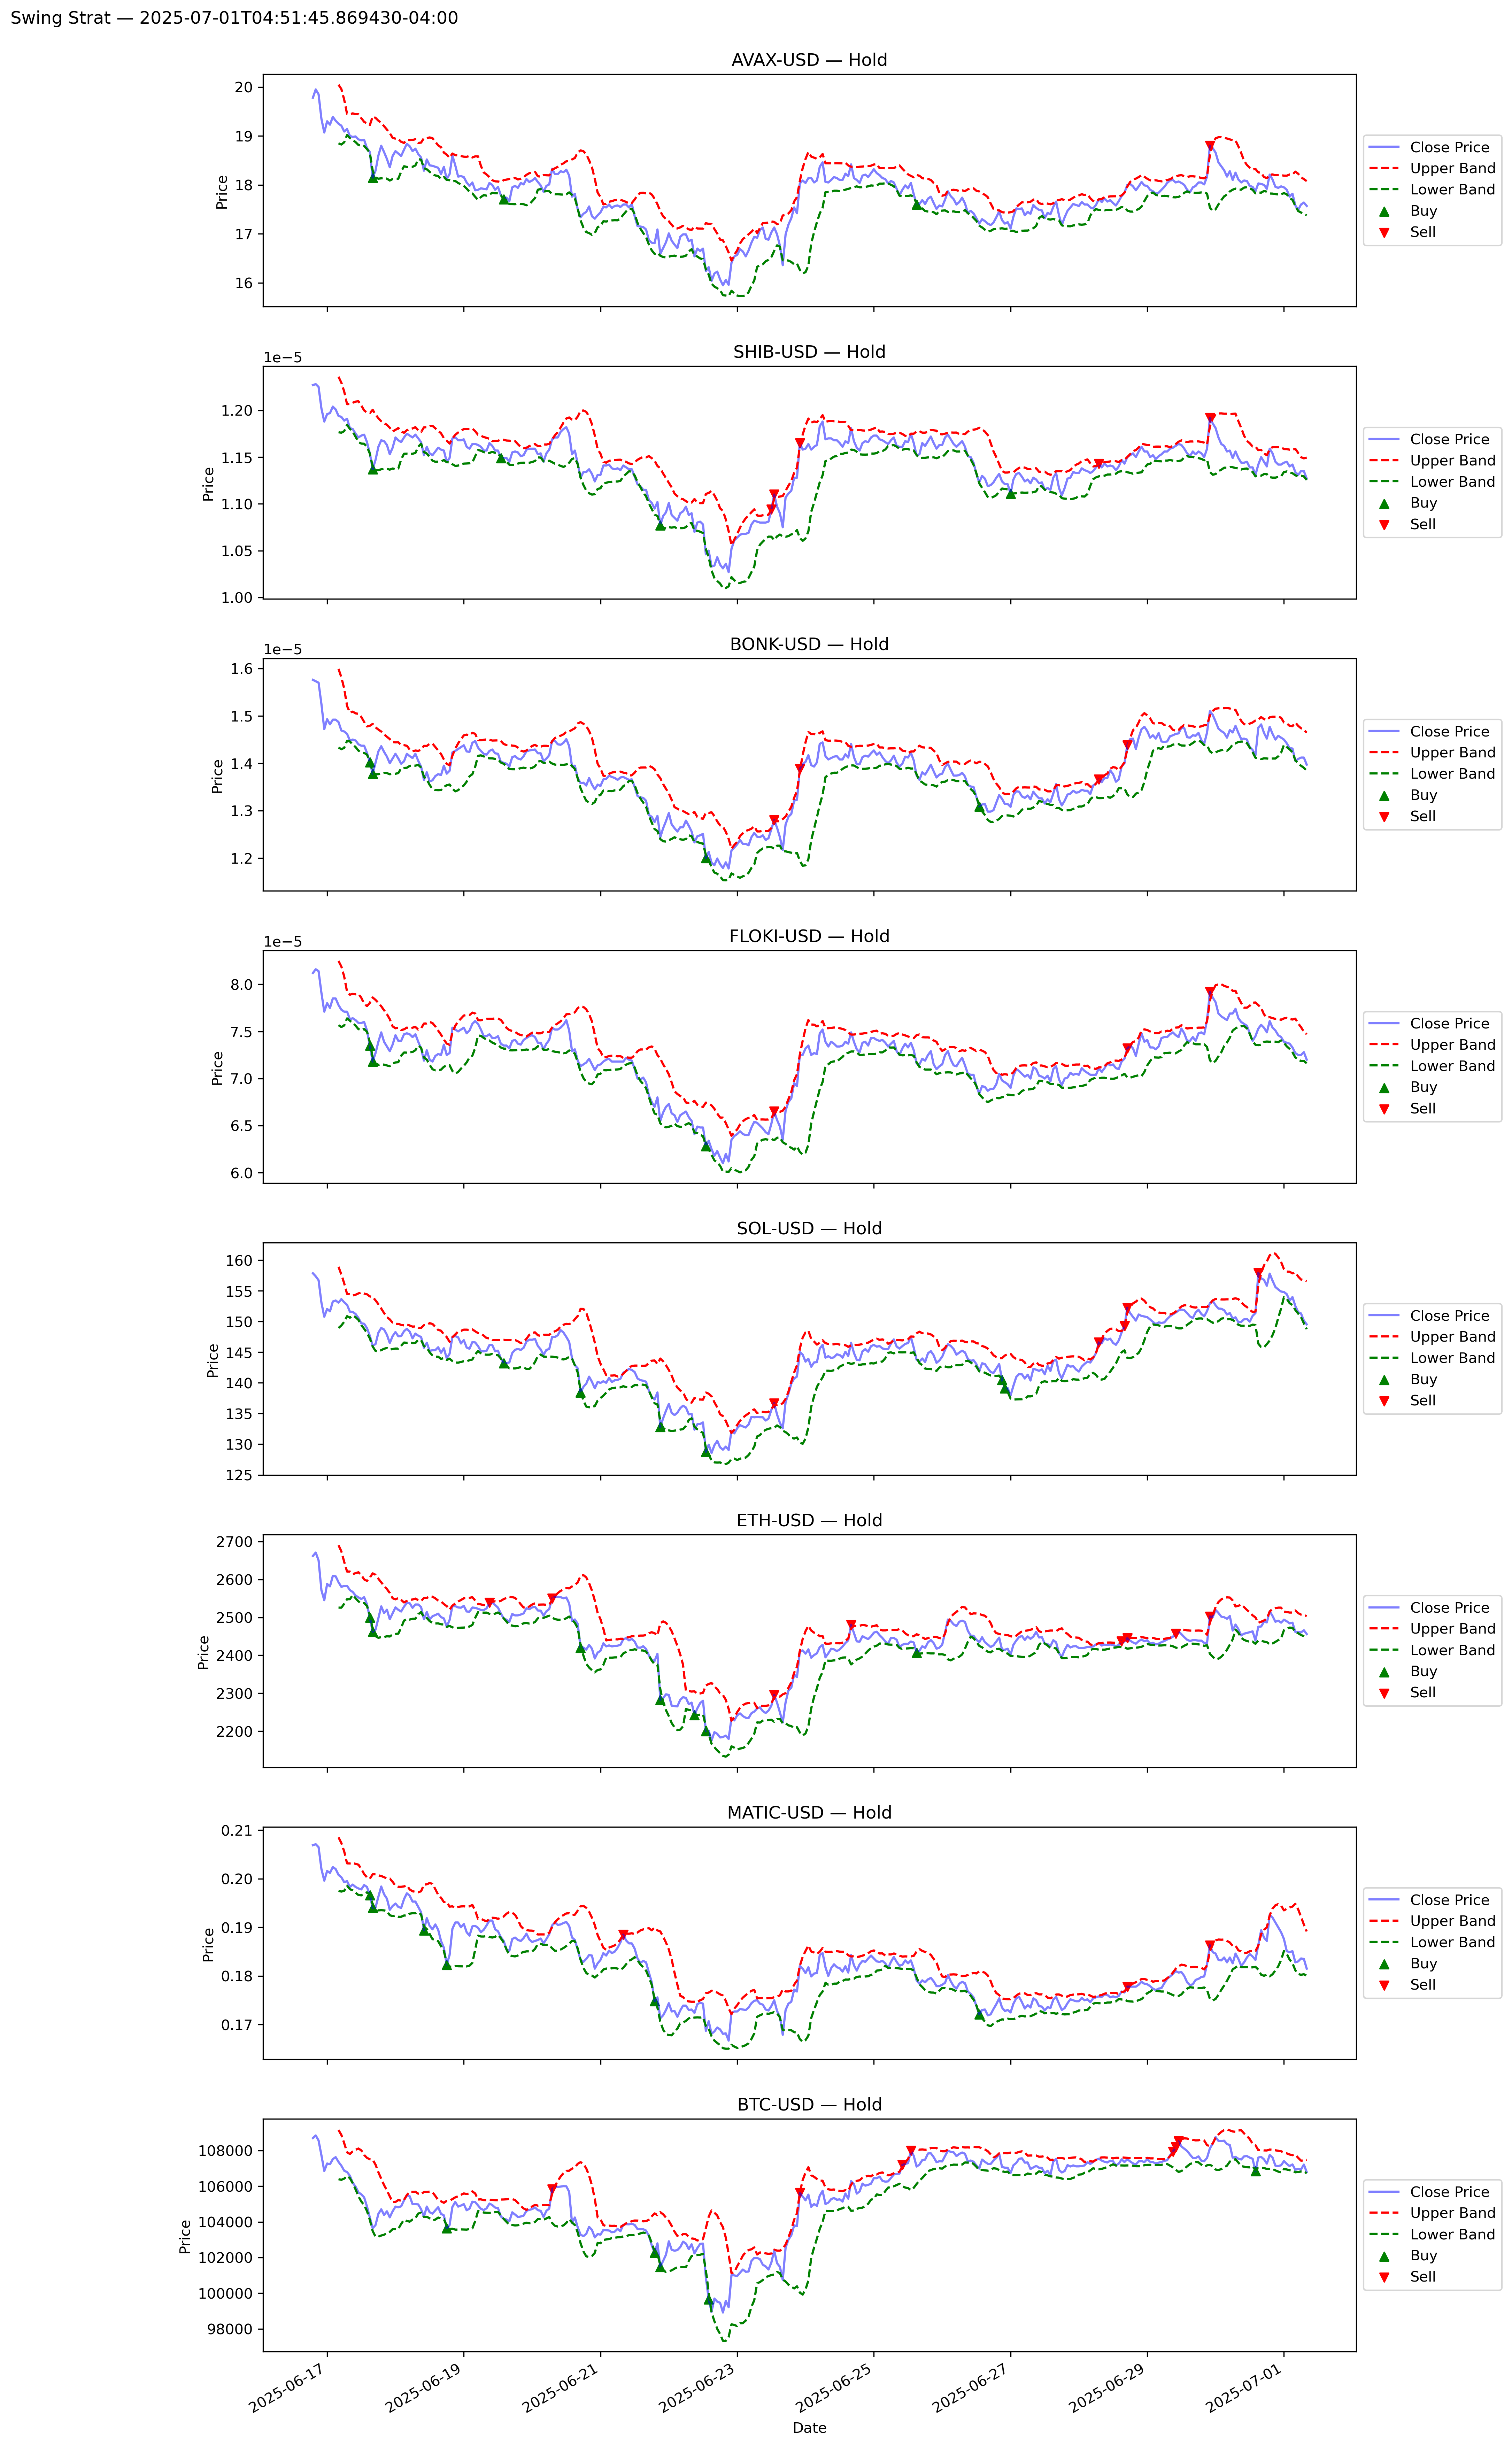 Swing Strat — 2025-07-01T04:51:45.869430-04:00
AVAX-USD — Hold
20
19
18
17
16
Price
Close Price
Upper Band
Lower Band
Buy
Sell
SHIB-USD — Hold
1e−5
1.20
1.15
1.10
1.05
1.00
Price
Close Price
Upper Band
Lower Band
Buy
Sell
BONK-USD — Hold
1e−5
1.6
1.5
1.4
1.3
1.2
Price
Close Price
Upper Band
Lower Band
Buy
Sell
FLOKI-USD — Hold
1e−5
8.0
7.5
7.0
6.5
6.0
Price
Close Price
Upper Band
Lower Band
Buy
Sell
SOL-USD — Hold
160
155
150
145
140
135
130
125
Price
Close Price
Upper Band
Lower Band
Buy
Sell
ETH-USD — Hold
2700
2600
2500
2400
2300
2200
Price
Close Price
Upper Band
Lower Band
Buy
Sell
MATIC-USD — Hold
0.21
0.20
0.19
0.18
0.17
Price
Close Price
Upper Band
Lower Band
Buy
Sell
BTC-USD — Hold
108000
106000
104000
102000
100000
98000
Price
Close Price
Upper Band
Lower Band
Buy
Sell
2025-06-17
2025-06-19
2025-06-21
2025-06-23
2025-06-25
2025-06-27
2025-06-29
2025-07-01
Date